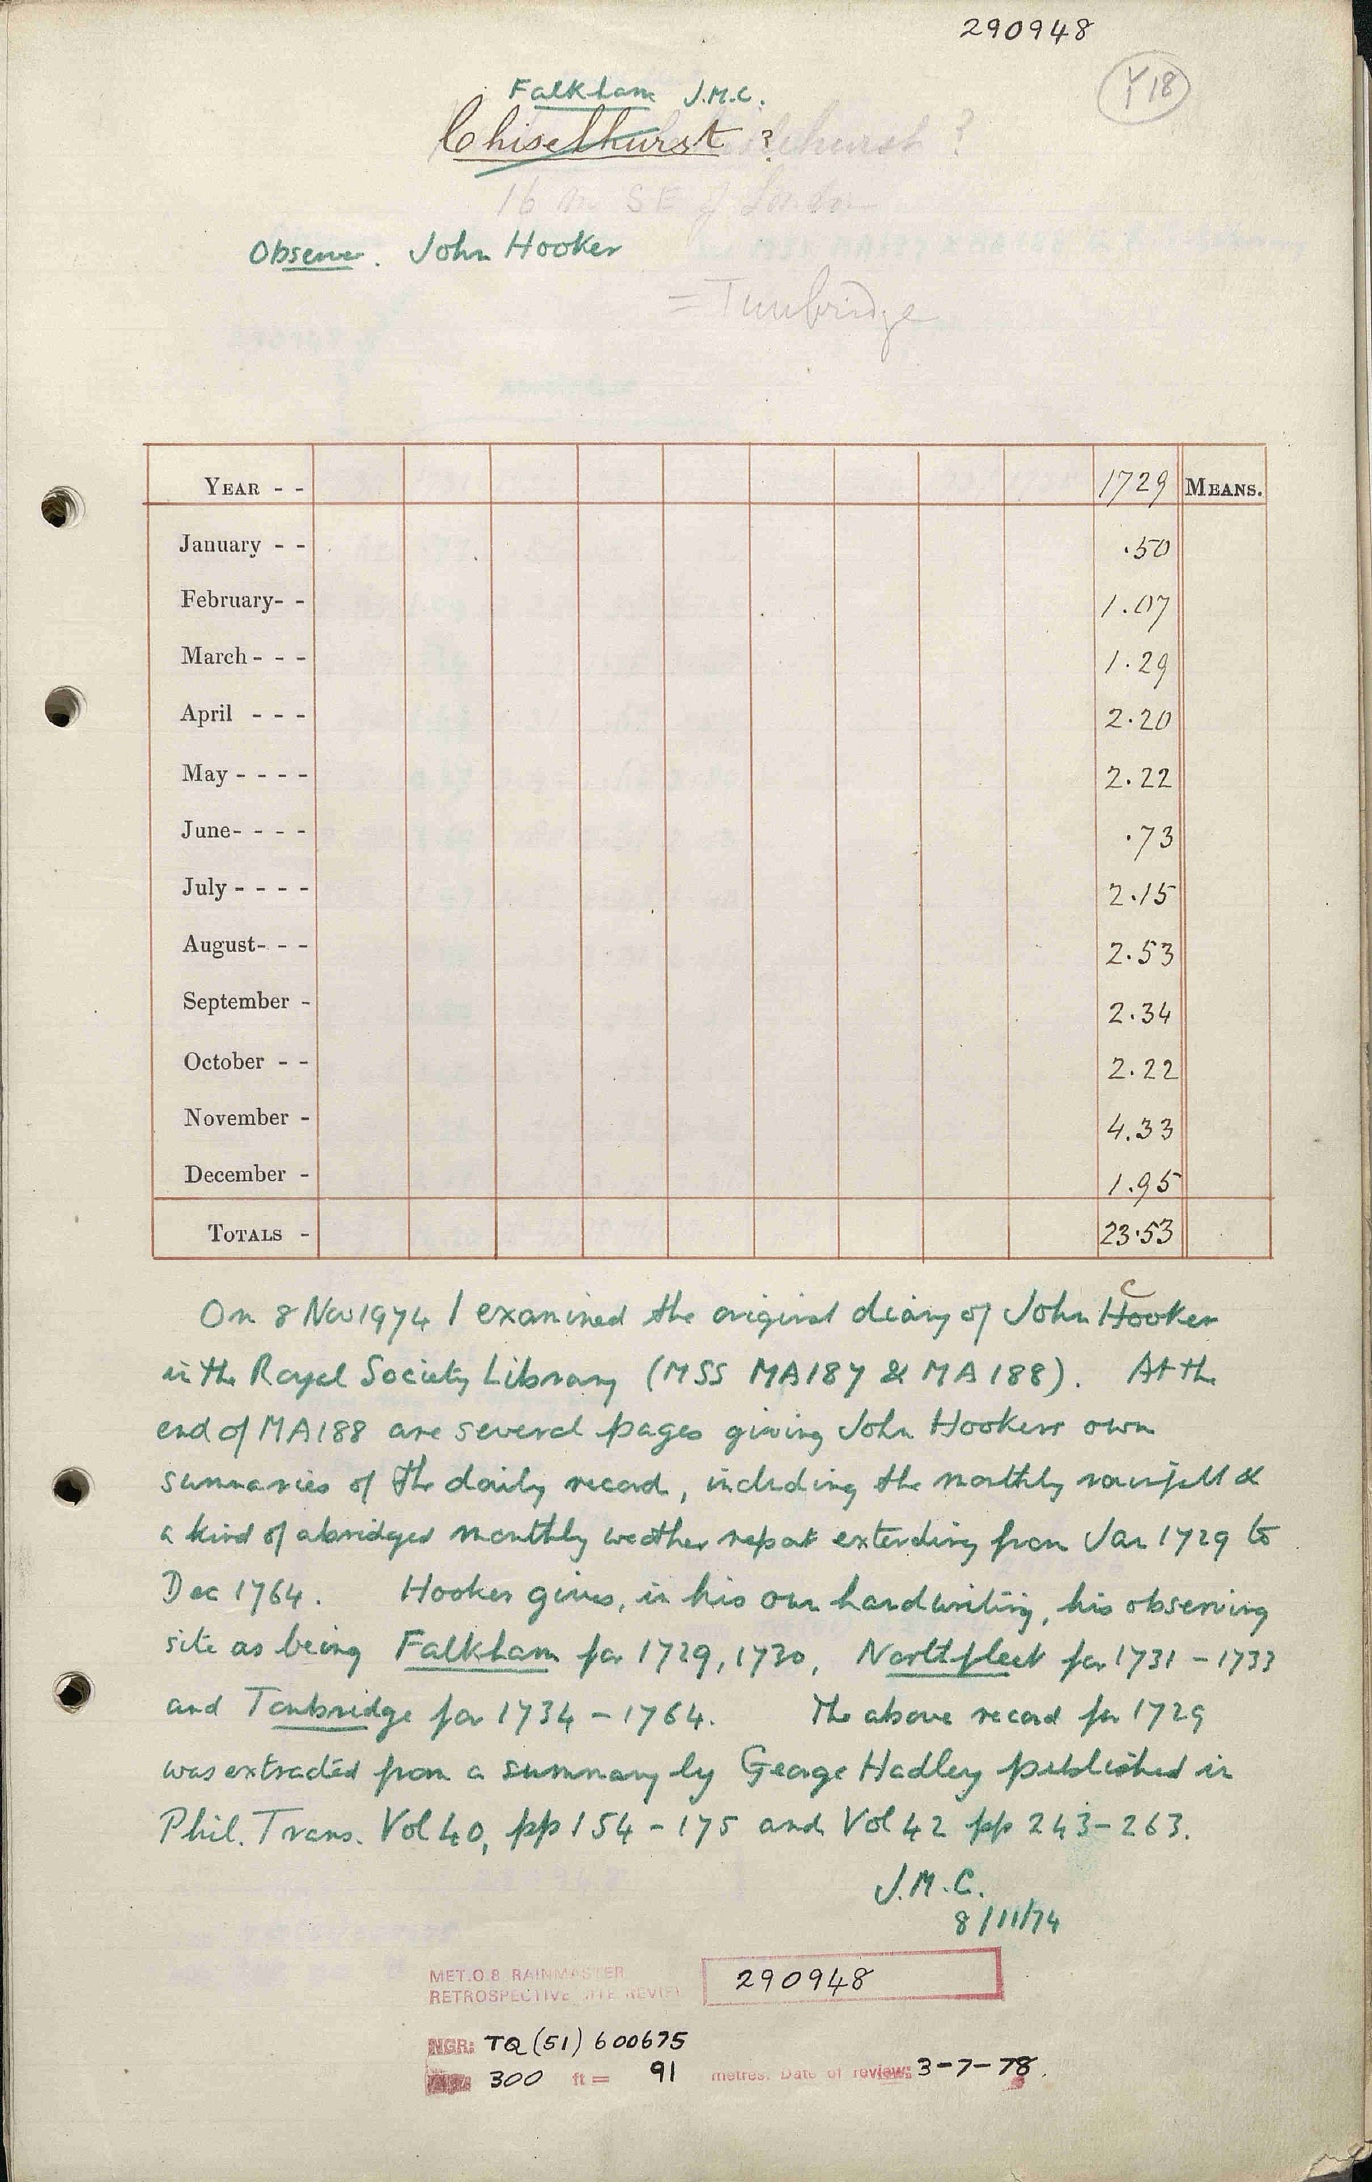 290948
Y18
Falkham J.M.C.
Chiselhurst ?
16 m SE of London
Observer. John Hooker
= Tunbridge
YEAR - - 1729 MEANS.
January - - .50
February- - 1.07
March - - - 1.29
April - - - 2.20
May - - - - 2.22
June- - - - .73
July - - - - 2.15
August- - - 2.53
September - 2.34
October - - 2.22
November - 4.33
December - 1.95
TOTALS - 23.53
On 8 Nov 1974 I examined the original diary of John Hooker
in the Royal Society Library (MSS MA187 & MA188). At the
end of MA188 are several pages giving John Hookers own
summaries of the daily record, including the monthly rainfall &
a kind of abridged monthly weather report extending from Jan 1729 to
Dec 1764. Hooker gives, in his own handwriting, his observing
site as being Falkham for 1729, 1730, Northfleet for 1731 - 1733
and Tonbridge for 1734 - 1764. The above record for 1729
was extracted from a summary by George Hadley published in
Phil. Trans. Vol 40, pp 154 - 175 and Vol 42 pp 243 - 263.
J.M.C.
8/11/74
MET.O.8 RAINMASTER
RETROSPECTIVE SITE REVIEW 290948
NGR: TQ (51) 600675
300 ft = 91 metres. Date of review: 3-7-78.